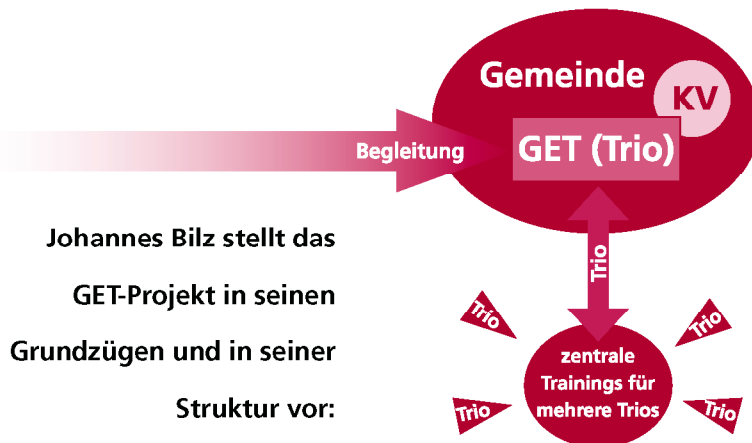 Gemeinde
KV
GET (Trio)
Begleitung
Trio
Johannes Bilz stellt das
GET-Projekt in seinen
Grundzügen und in seiner
Struktur vor:
Trio
Trio
zentrale
Trainings für
mehrere Trios
Trio
Trio